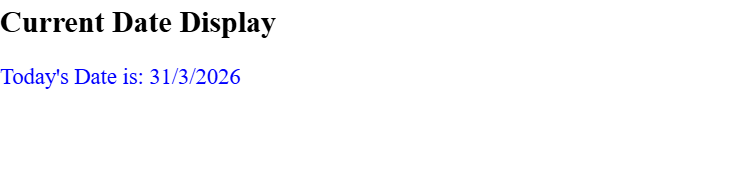 Current Date Display
Today's Date is: 31/3/2026